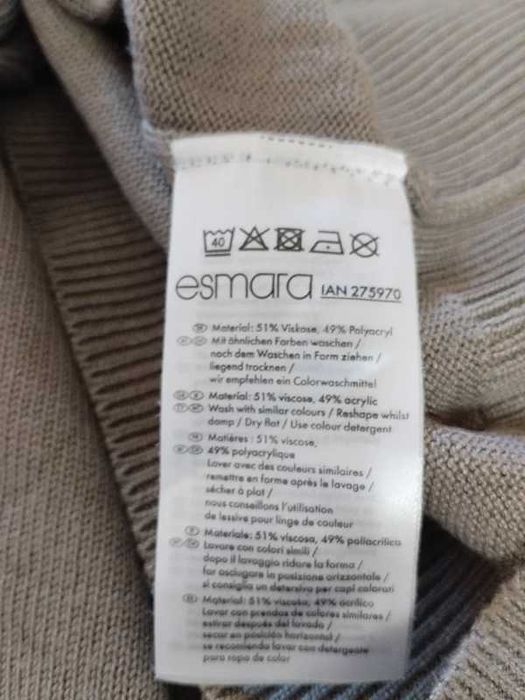 40
esmara IAN 275970
Material: 51% Viskose, 49% Polyacryl
Mit ähnlichen Farben waschen /
nach dem Waschen in Form ziehen /
liegend trocknen /
wir empfehlen ein Colorwaschmittel
Material: 51% viscose, 49% acrylic
Wash with similar colours / Reshape whilst
damp / Dry flat / Use colour detergent
Matières : 51% viscose,
49% polyacrylique
Laver avec des couleurs similaires /
remettre en forme après le lavage /
sécher à plat /
nous conseillons l'utilisation
de lessive pour linge de couleur
Materiale: 51% viscosa, 49% poliacrilica
Lavare con colori simili /
dopo il lavaggio ridare la forma /
far asciugare in posizione orizzontale /
si consiglia un detersivo per capi colorati
Material: 51% viscosa, 49% acrílico
Lavar con prendas de colores similares /
estirar después del lavado /
secar en posición horizontal /
se recomienda lavar con detergente
para ropa de color